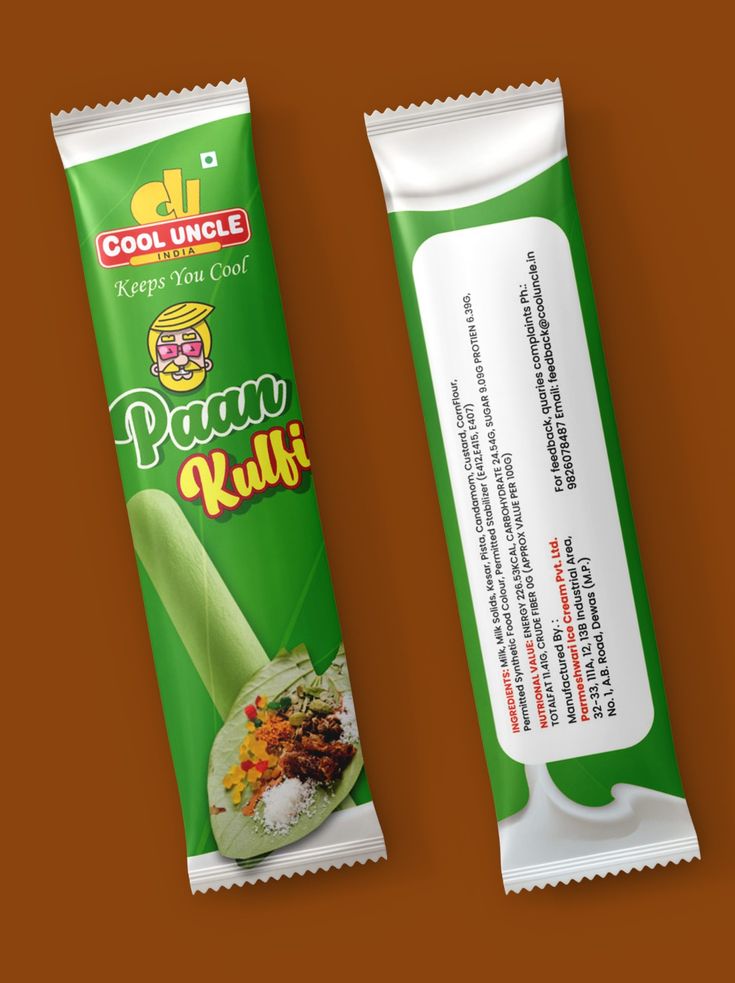 du
COOL UNCLE
INDIA
Keeps You Cool
Paan
Kulfi
INGREDIENTS: Milk, Milk Solids, Kesar, Pista, Candamom, Custard, CornFlour,
Permitted Synthetic Food Colour, Permitted Stabilizer (E412,E415, E407)
NUTRIONAL VALUE: ENERGY 226.53KCAL, CARBOHYDRATE 24.54G, SUGAR 9.09G PROTIEN 6.39G,
TOTALFAT 11.41G, CRUDE FIBER 0G (APPROX VALUE PER 100G)
Manufactured By. :
Parmeshwari Ice Cream Pvt. Ltd.
32-33, 111A, 12, 13B Industrial Area,
No. 1, A.B. Road, Dewas (M.P.)
For feedback, quaries complaints Ph.:
9826078487 Email: feedback@cooluncle.in